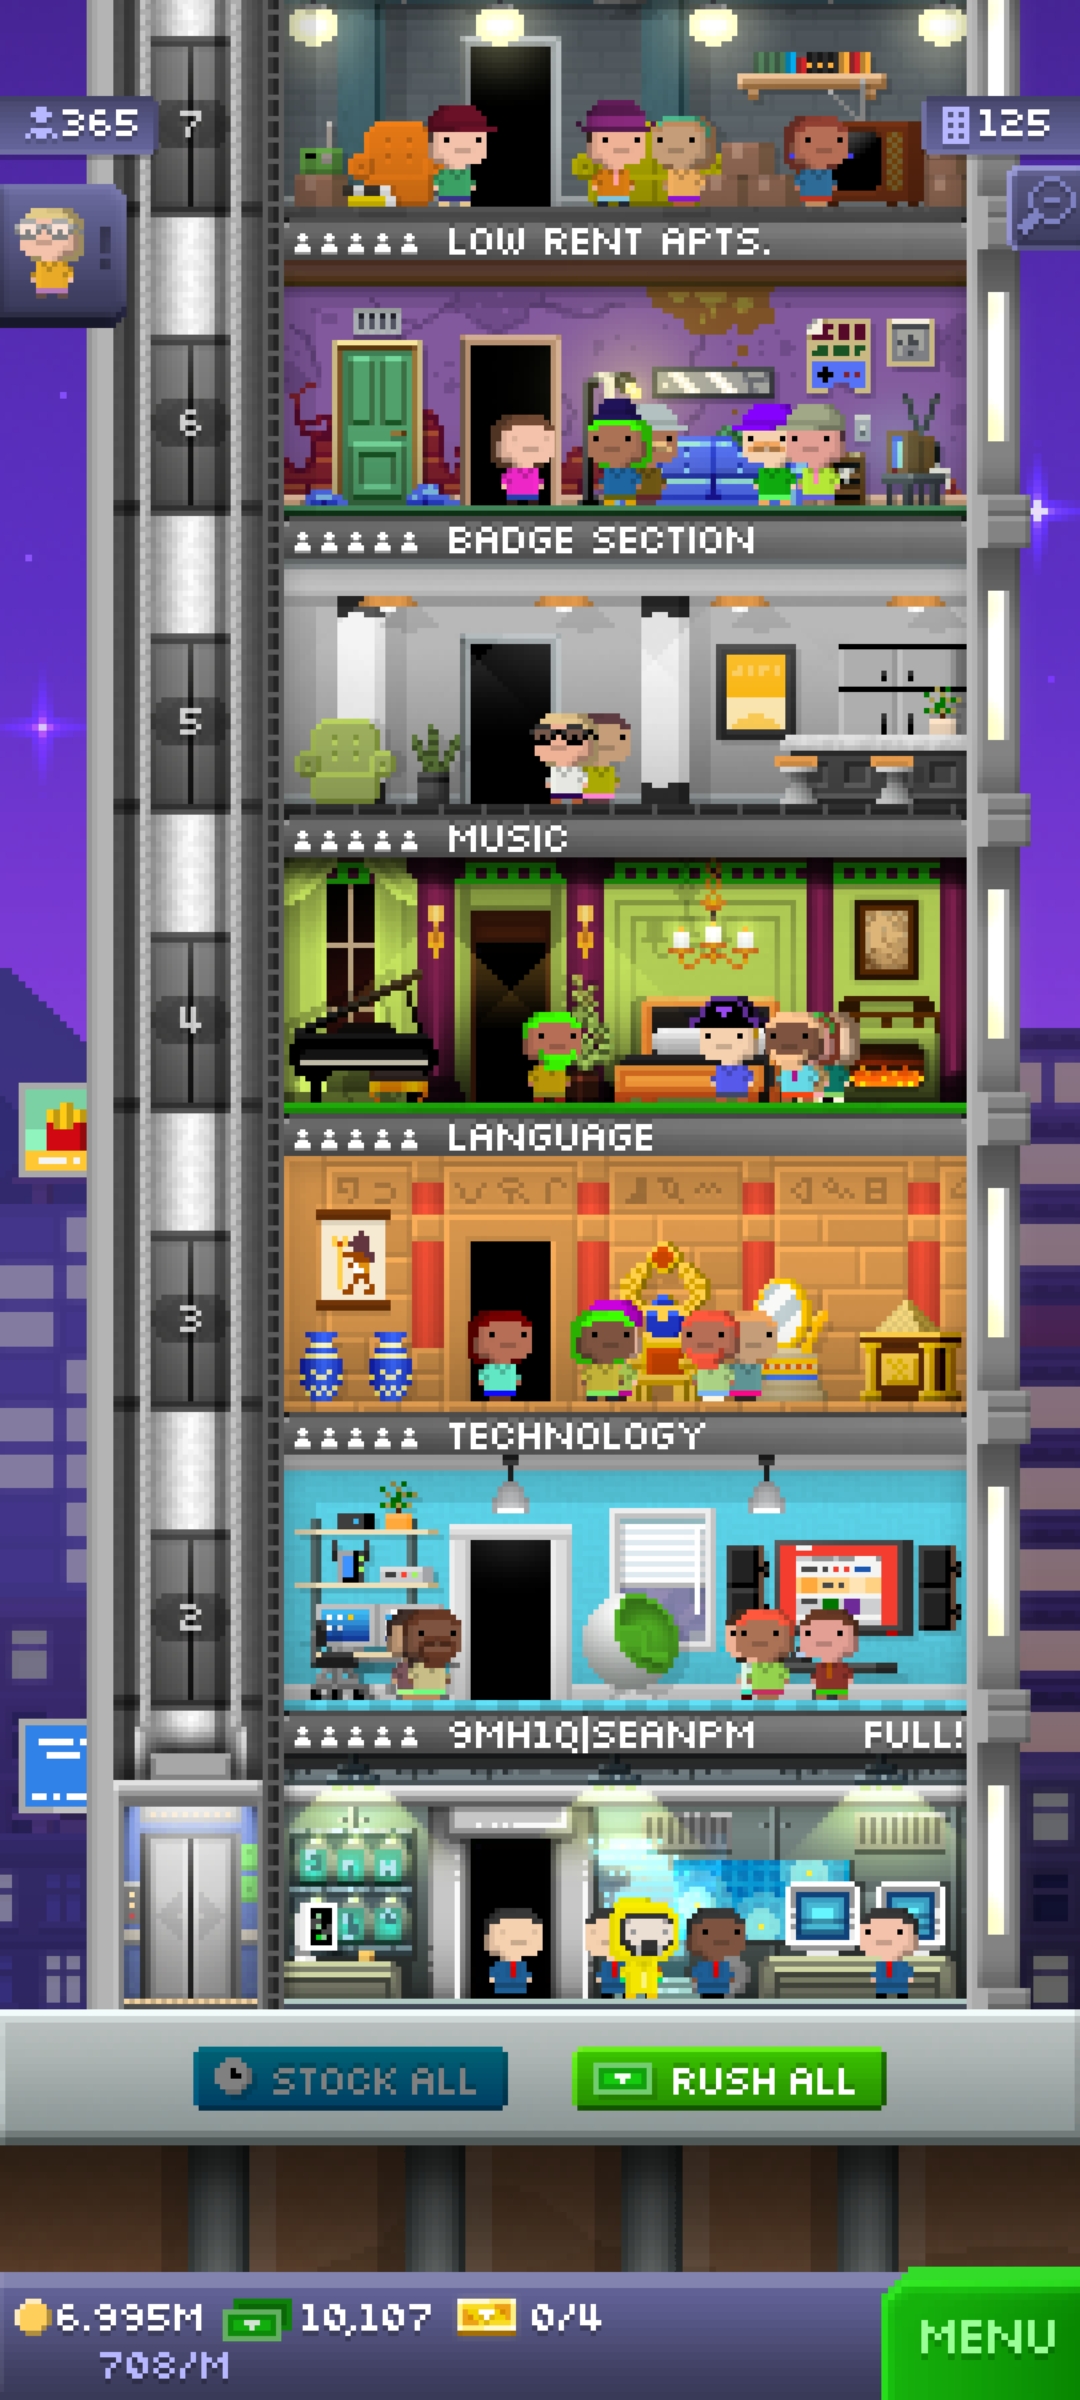 7
365
125
LOW RENT APTS.
6
BADGE SECTION
5
MUSIC
4
LANGUAGE
3
TECHNOLOGY
2
9MH1Q|SEANPM FULL!
STOCK ALL
RUSH ALL
6.995M 10,107 0/4
708/M
MENU